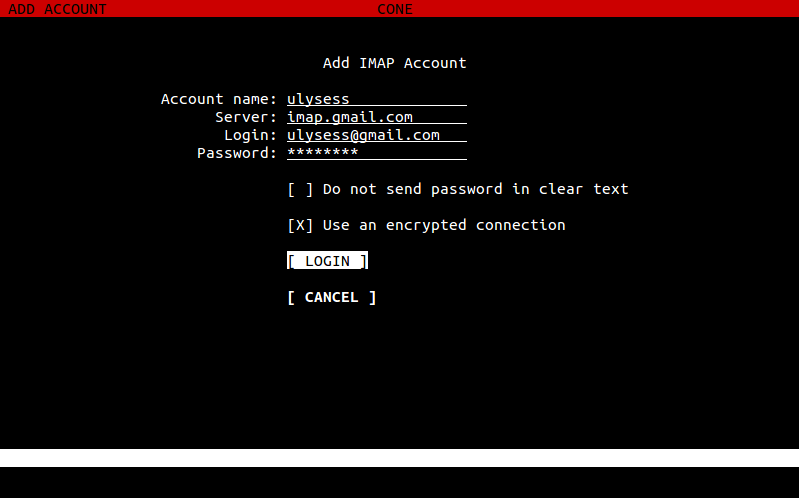 ADD ACCOUNT CONE
Add IMAP Account
Account name: ulysess
Server: imap.gmail.com
Login: ulysess@gmail.com
Password: ********
[ ] Do not send password in clear text
[X] Use an encrypted connection
[ LOGIN ]
[ CANCEL ]